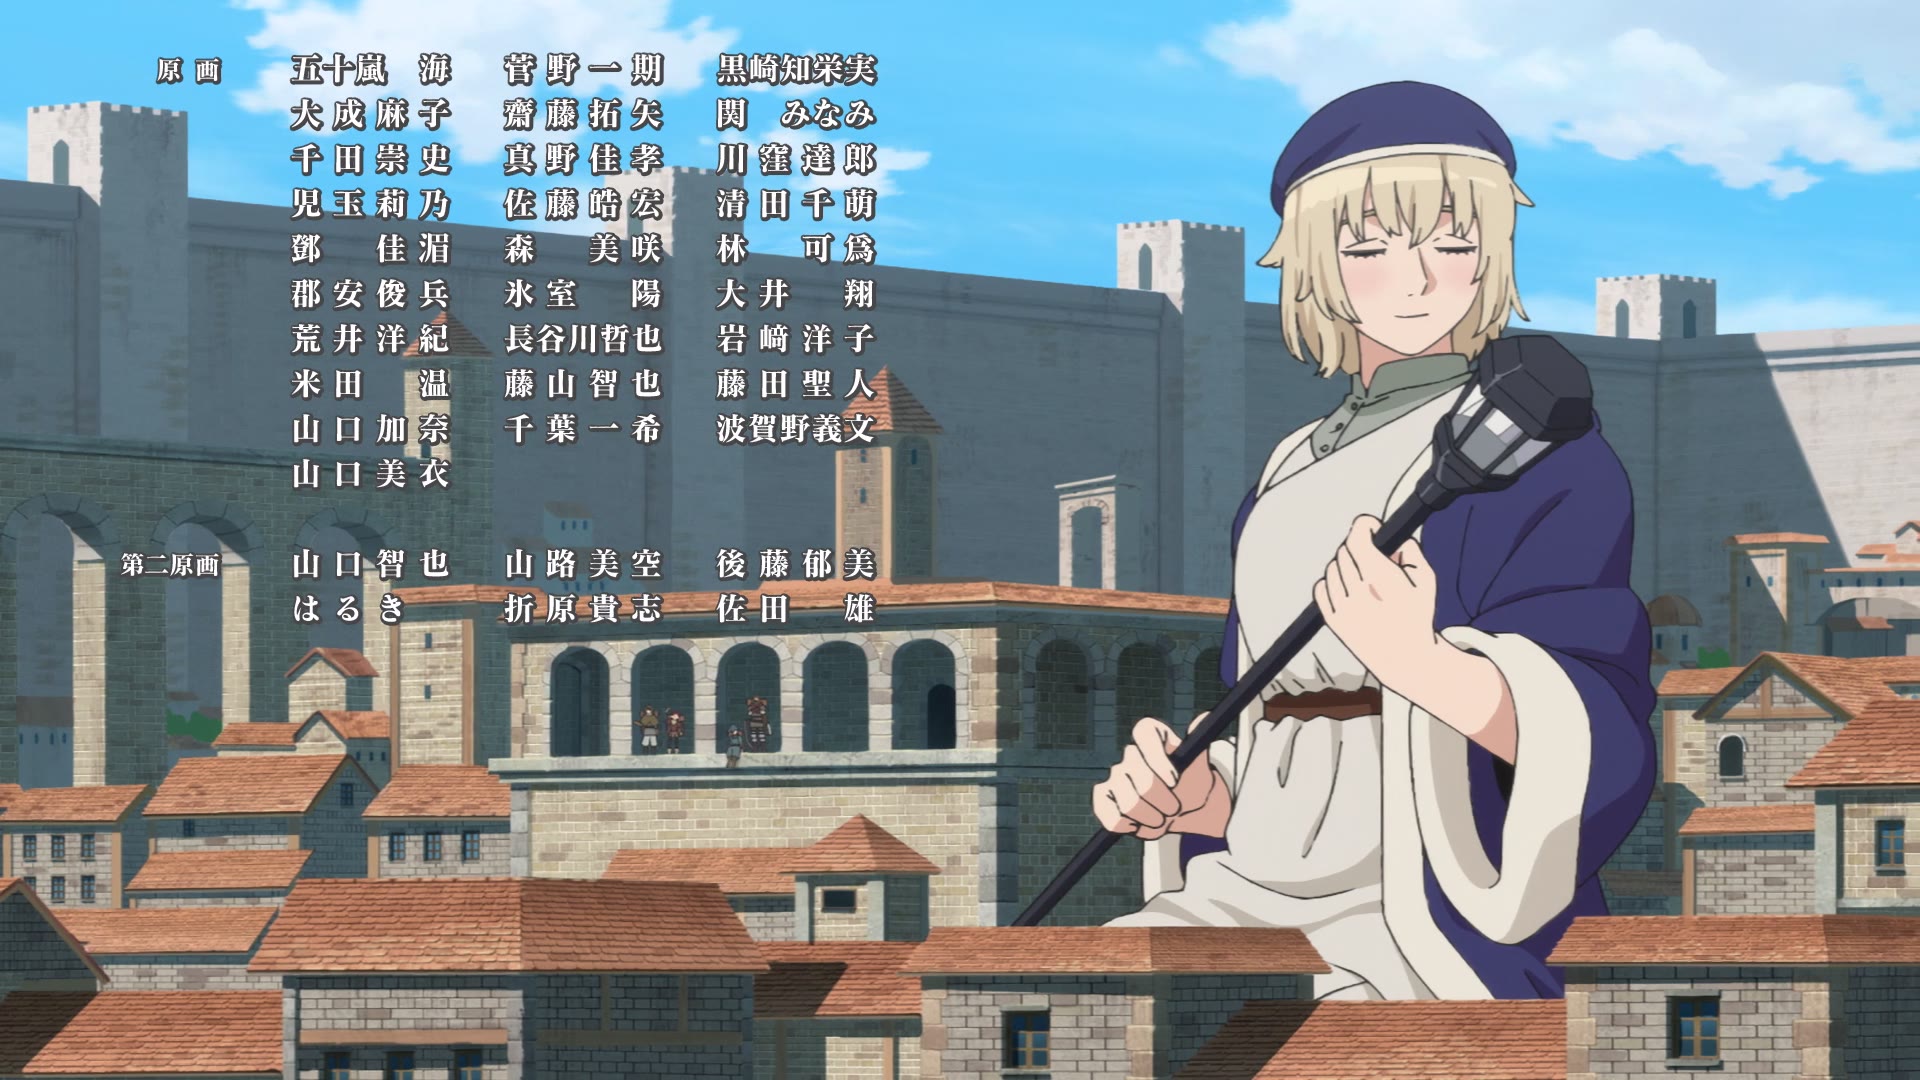 原画 五十嵐 海 菅野一期 黒崎知栄実
大成麻子 齋藤拓矢 関 みなみ
千田崇史 真野佳孝 川窪達郎
児玉莉乃 佐藤皓宏 清田千萌
鄧 佳湄 森 美咲 林 可爲
郡安俊兵 氷室 陽 大井 翔
荒井洋紀 長谷川哲也 岩﨑洋子
米田 温 藤山智也 藤田聖人
山口加奈 千葉一希 波賀野義文
山口美衣
第二原画 山口智也 山路美空 後藤郁美
はるき 折原貴志 佐田 雄